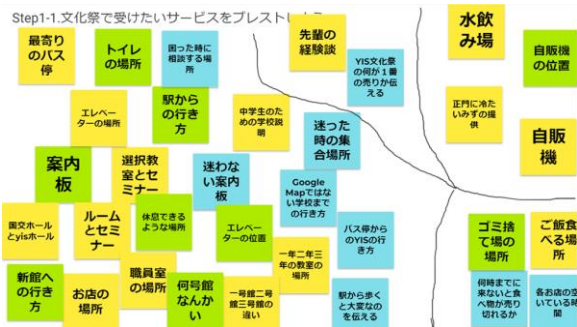 Step1-1.文化祭で受けたいサービスをブレストしよう
最寄り
のバス
停
トイレ
の場所
困った時に
相談する場
所
先輩の
経験談
YIS文化祭
の何が１番
の売りか伝
える
水飲
み場
自販機
の位置
エレベー
ターの場所
駅から
の行き
方
中学生のた
めの学校説
明
迷った
時の集
合場所
正門に冷た
いみずの提
供
自販
機
案内
板
選択教
室とセ
ミナー
迷わな
い案内
板
Google
Mapではな
い学校まで
の行き方
国交ホール
とyisホール
ルーム
とセミ
ナー
休息できる
ような場所
エレベー
ターの位置
バス停から
のYISの行
き方
ゴミ捨
て場の
場所
ご飯食
べる場
所
新館へ
の行き
方
お店の
場所
職員室
の場所
何号館
なんか
い
一年二年三
年の教室の
場所
一号館二号
館三号館の
違い
駅から歩く
と大変なの
を伝える
何時までに
来ないと食
べ物が売り
切れるか
各お店の空
いている時
間